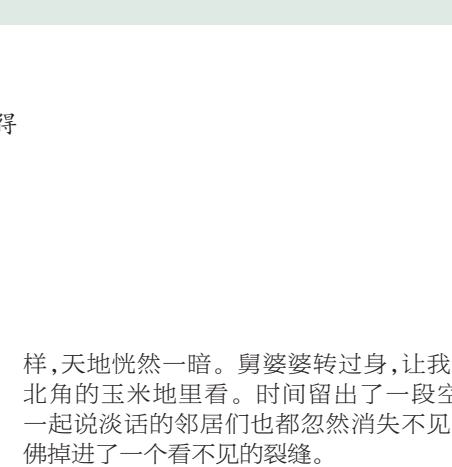 得
样,天地恍然一暗。舅婆婆转过身,让我
北角的玉米地里看。时间留出了一段空
一起说淡话的邻居们也都忽然消失不见
佛掉进了一个看不见的裂缝。